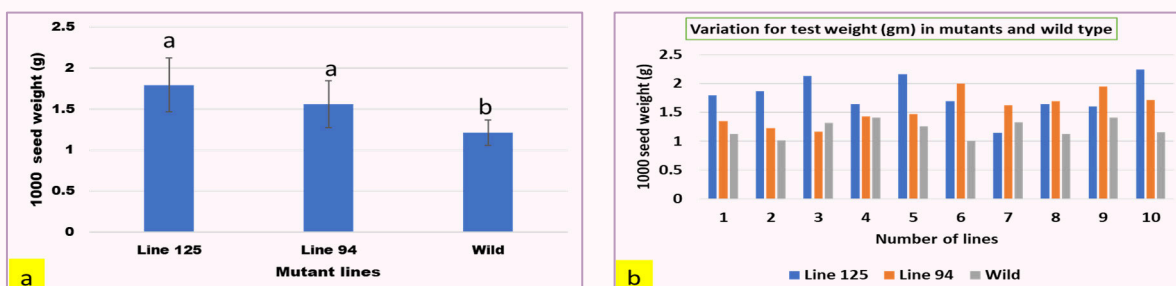 2.5
2
1.5
1
0.5
0
1000 seed weight (g)
a
a
b
Line 125
Line 94
Wild
Mutant lines
a
Variation for test weight (gm) in mutants and wild type
2.5
2
1.5
1
0.5
0
1000 seed weight (g)
1 2 3 4 5 6 7 8 9 10
Number of lines
Line 125 Line 94 Wild
b